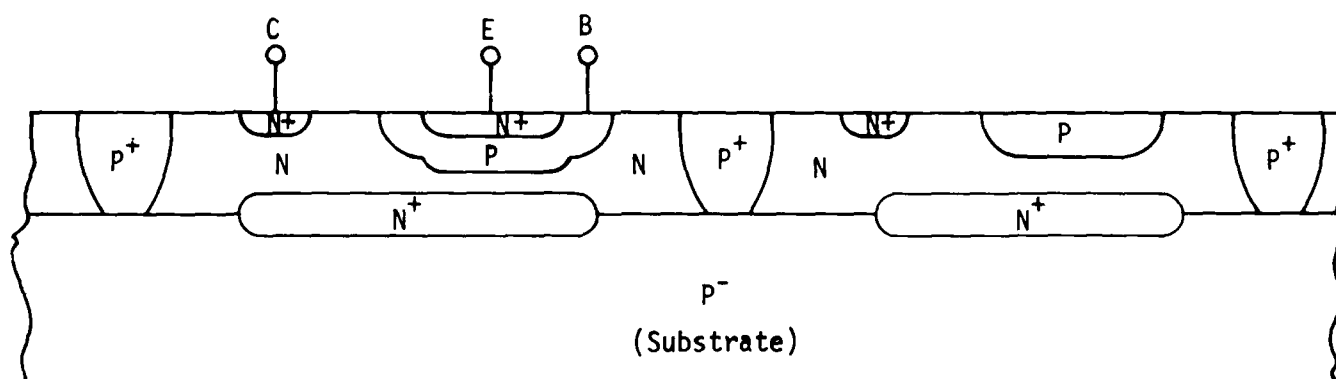 C E B
N+ N+ N+
P+ N P N P+ N P P+
N+ N+
P-
(Substrate)